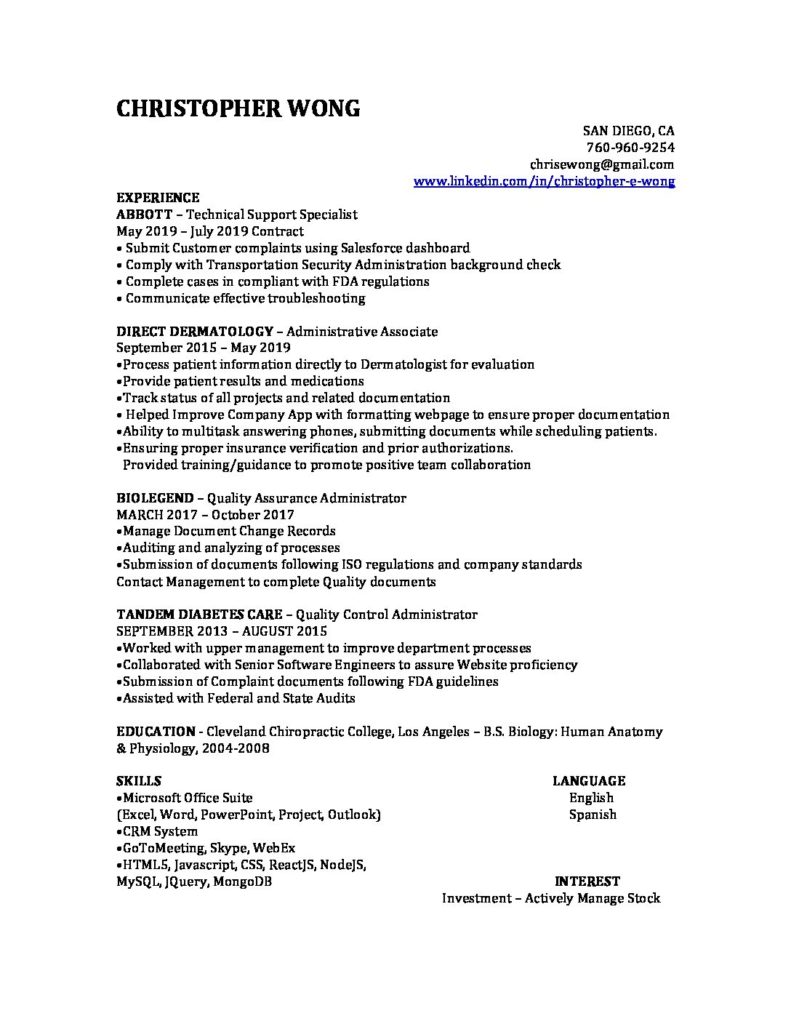 CHRISTOPHER WONG
SAN DIEGO, CA
760-960-9254
chrisewong@gmail.com
www.linkedin.com/in/christopher-e-wong
EXPERIENCE
ABBOTT – Technical Support Specialist
May 2019 – July 2019 Contract
• Submit Customer complaints using Salesforce dashboard
• Comply with Transportation Security Administration background check
• Complete cases in compliant with FDA regulations
• Communicate effective troubleshooting
DIRECT DERMATOLOGY – Administrative Associate
September 2015 – May 2019
•Process patient information directly to Dermatologist for evaluation
•Provide patient results and medications
•Track status of all projects and related documentation
• Helped Improve Company App with formatting webpage to ensure proper documentation
•Ability to multitask answering phones, submitting documents while scheduling patients.
•Ensuring proper insurance verification and prior authorizations.
Provided training/guidance to promote positive team collaboration
BIOLEGEND – Quality Assurance Administrator
MARCH 2017 – October 2017
•Manage Document Change Records
•Auditing and analyzing of processes
•Submission of documents following ISO regulations and company standards
Contact Management to complete Quality documents
TANDEM DIABETES CARE – Quality Control Administrator
SEPTEMBER 2013 – AUGUST 2015
•Worked with upper management to improve department processes
•Collaborated with Senior Software Engineers to assure Website proficiency
•Submission of Complaint documents following FDA guidelines
•Assisted with Federal and State Audits
EDUCATION - Cleveland Chiropractic College, Los Angeles – B.S. Biology: Human Anatomy
& Physiology, 2004-2008
SKILLS
•Microsoft Office Suite
(Excel, Word, PowerPoint, Project, Outlook)
•CRM System
•GoToMeeting, Skype, WebEx
•HTML5, Javascript, CSS, ReactJS, NodeJS,
MySQL, JQuery, MongoDB
LANGUAGE
English
Spanish
INTEREST
Investment – Actively Manage Stock